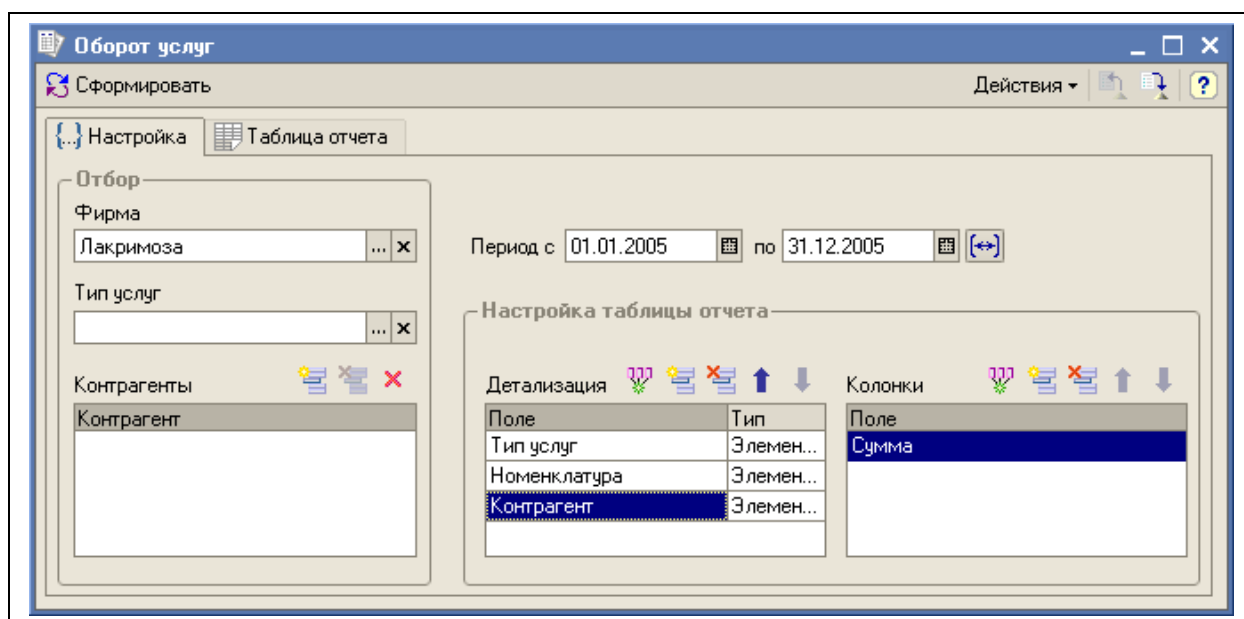 Оборот услуг
Сформировать Действия ?
{...} Настройка Таблица отчета
Отбор
Фирма
Лакримоза ... x
Период с 01.01.2005 по 31.12.2005
Тип услуг
... x
Настройка таблицы отчета
Контрагенты
Контрагент
Детализация
Поле Тип
Тип услуг Элемен...
Номенклатура Элемен...
Контрагент Элемен...
Колонки
Поле
Сумма